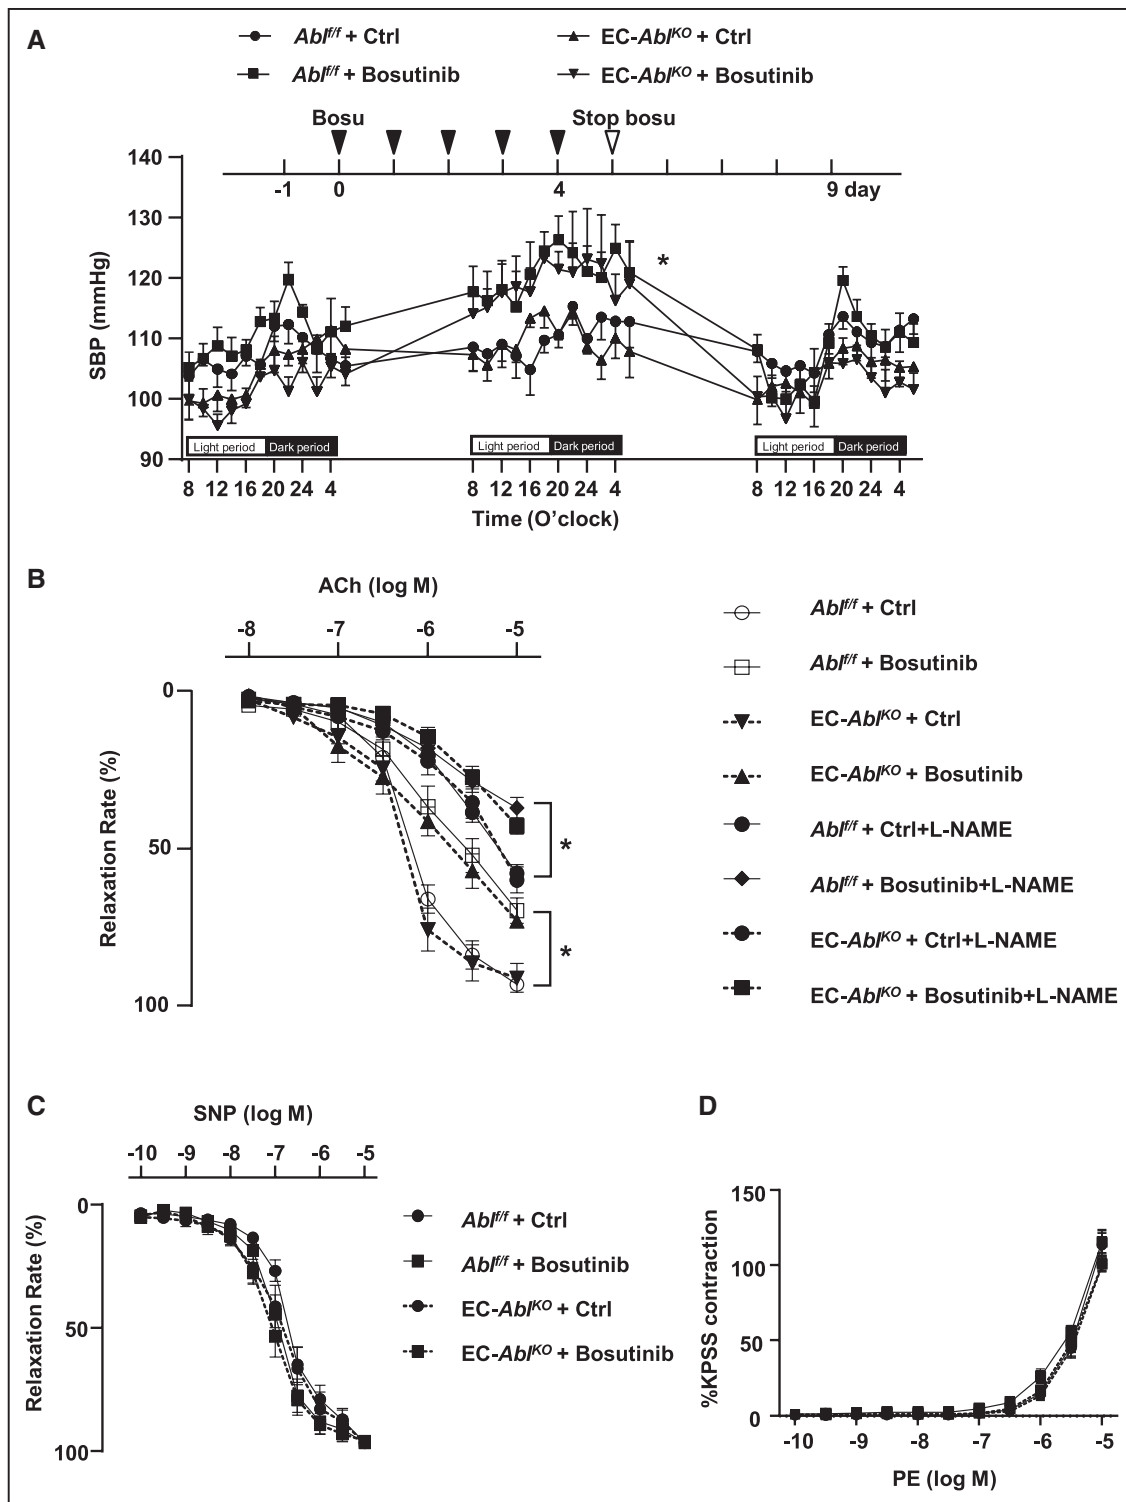 A
Abl^f/f + Ctrl
EC-Abl^KO + Ctrl
Abl^f/f + Bosutinib
EC-Abl^KO + Bosutinib
Bosu
Stop bosu
-1 0 4 9 day
140
130
120
110
100
90
SBP (mmHg)
Light period Dark period Light period Dark period Light period Dark period
8 12 16 20 24 4 8 12 16 20 24 4 8 12 16 20 24 4
Time (O'clock)
*
B
ACh (log M)
-8 -7 -6 -5
0
50
100
Relaxation Rate (%)
*
*
Abl^f/f + Ctrl
Abl^f/f + Bosutinib
EC-Abl^KO + Ctrl
EC-Abl^KO + Bosutinib
Abl^f/f + Ctrl+L-NAME
Abl^f/f + Bosutinib+L-NAME
EC-Abl^KO + Ctrl+L-NAME
EC-Abl^KO + Bosutinib+L-NAME
C
SNP (log M)
-10 -9 -8 -7 -6 -5
0
50
100
Relaxation Rate (%)
Abl^f/f + Ctrl
Abl^f/f + Bosutinib
EC-Abl^KO + Ctrl
EC-Abl^KO + Bosutinib
D
150
100
50
0
%KPSS contraction
-10 -9 -8 -7 -6 -5
PE (log M)